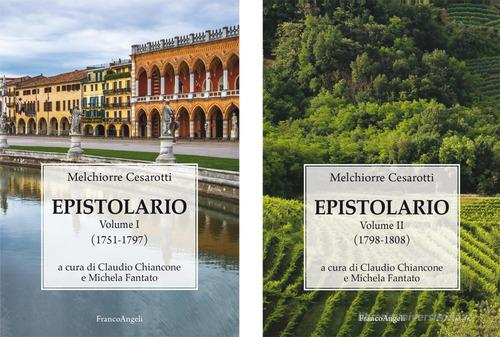 Melchiorre Cesarotti
EPISTOLARIO
Volume I
(1751-1797)
a cura di Claudio Chiancone
e Michela Fantato
FrancoAngeli
Melchiorre Cesarotti
EPISTOLARIO
Volume II
(1798-1808)
a cura di Claudio Chiancone
e Michela Fantato
FrancoAngeli